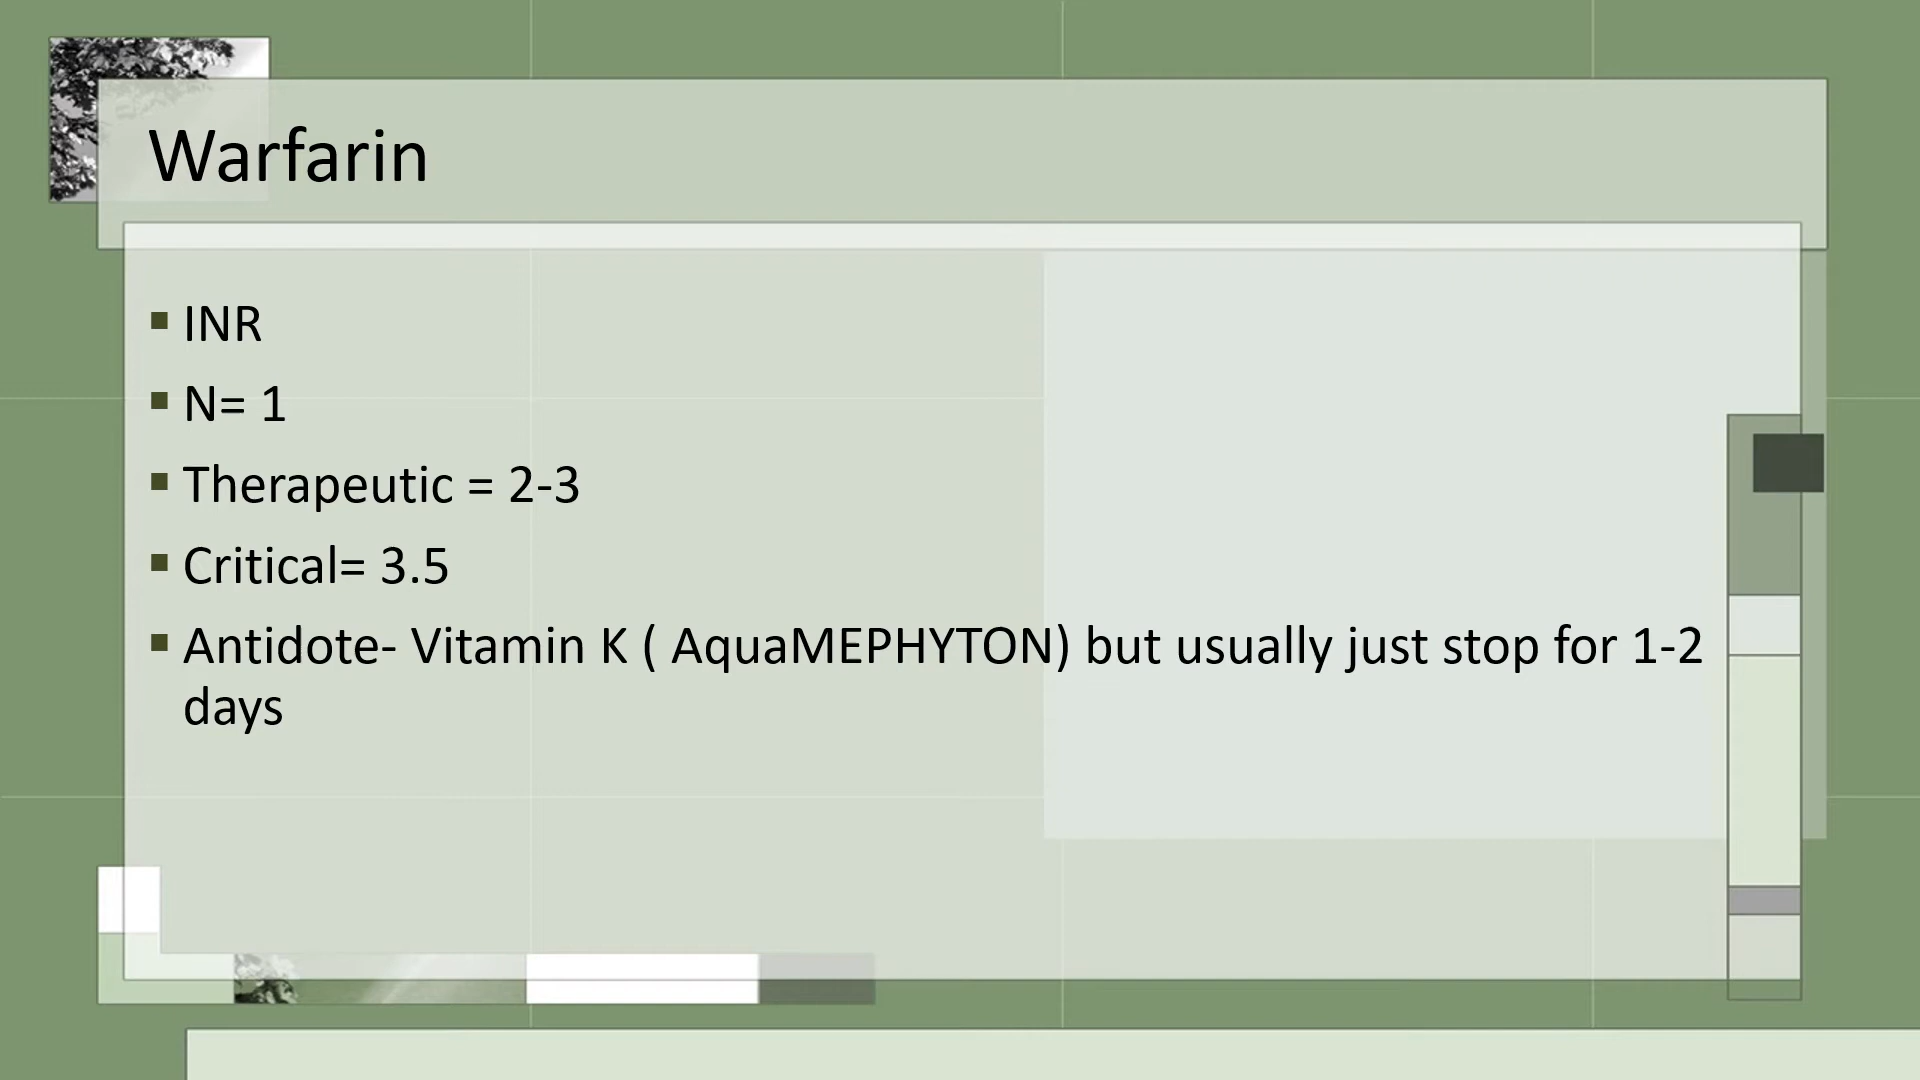 Warfarin
INR
N= 1
Therapeutic = 2-3
Critical= 3.5
Antidote- Vitamin K ( AquaMEPHYTON) but usually just stop for 1-2
days